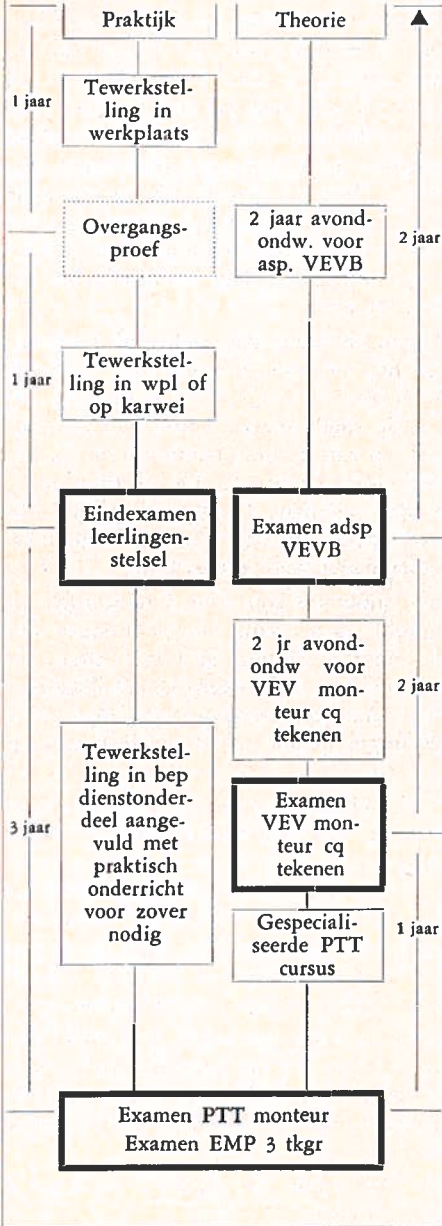 Praktijk
Theorie
1 jaar
Tewerkstel-
ling in
werkplaats
Overgangs-
proef
2 jaar avond-
ondw. voor
asp. VEVB
2 jaar
1 jaar
Tewerkstel-
ling in wpl of
op karwei
Eindexamen
leerlingen-
stelsel
Examen adsp
VEVB
2 jr avond-
ondw voor
VEV mon-
teur cq
tekenen
2 jaar
3 jaar
Tewerkstel-
ling in bep
dienstonder-
deel aange-
vuld met
praktisch
onderricht
voor zover
nodig
Examen
VEV mon-
teur cq
tekenen
Gespeciali-
seerde PTT
cursus
1 jaar
Examen PTT monteur
Examen EMP 3 tkgr